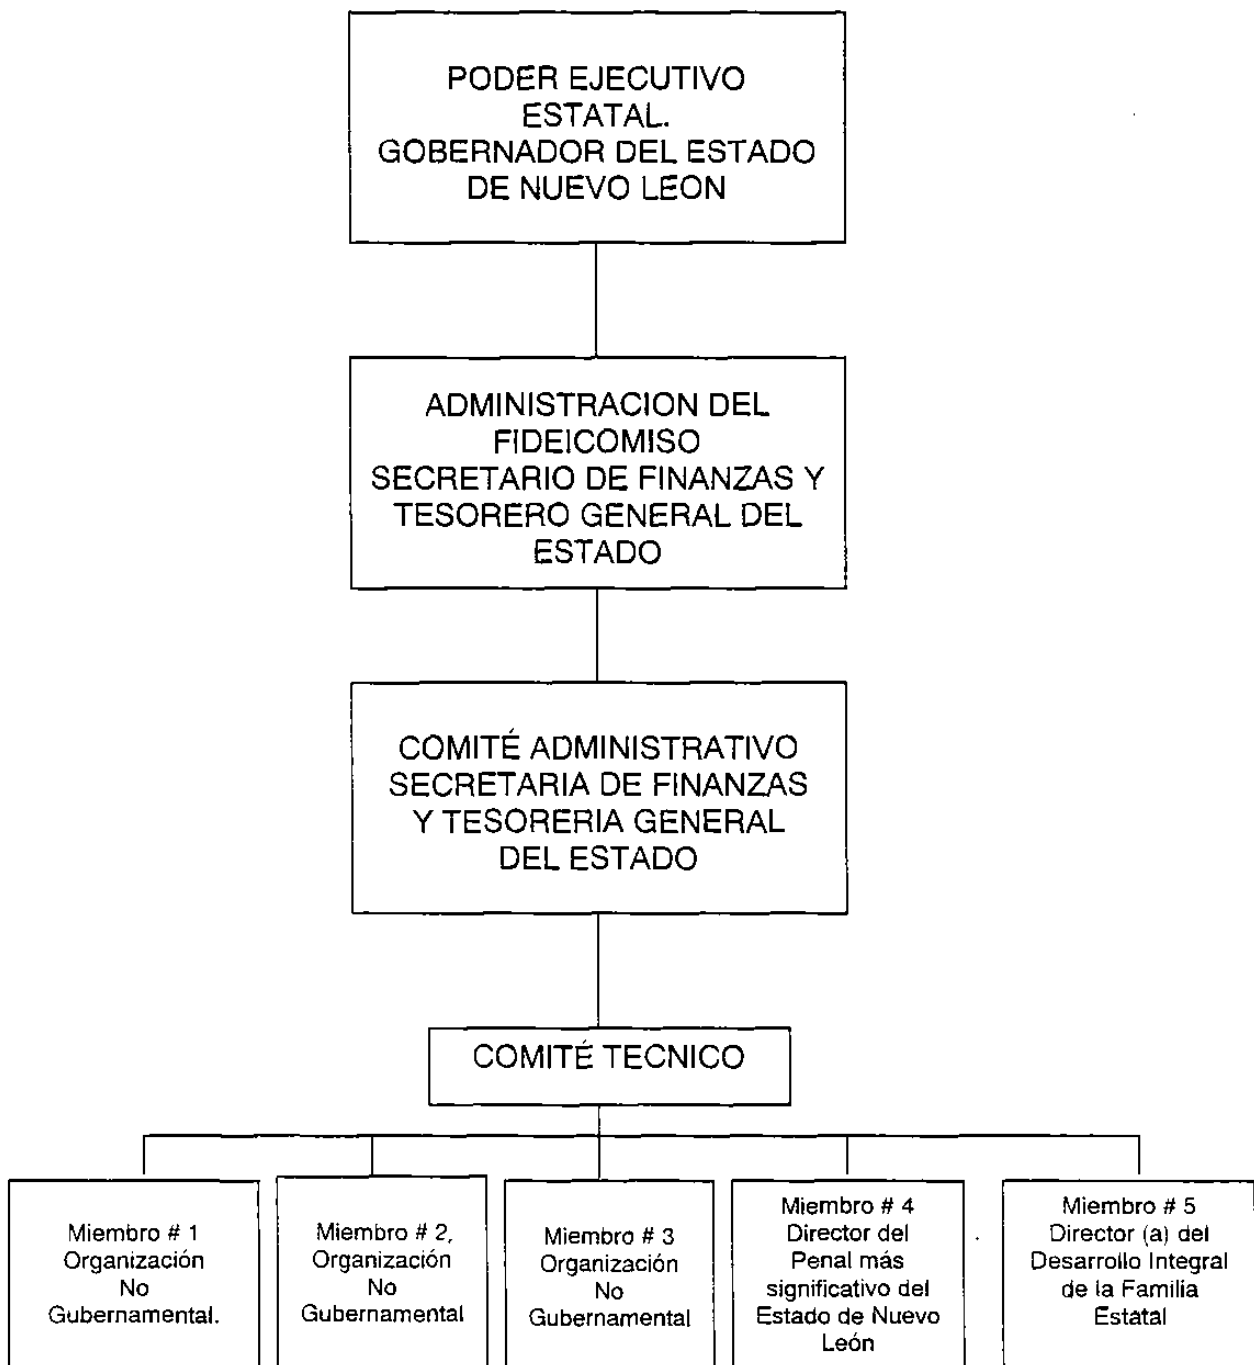 PODER EJECUTIVO
ESTATAL.
GOBERNADOR DEL ESTADO
DE NUEVO LEON
ADMINISTRACION DEL
FIDEICOMISO
SECRETARIO DE FINANZAS Y
TESORERO GENERAL DEL
ESTADO
COMITÉ ADMINISTRATIVO
SECRETARIA DE FINANZAS
Y TESORERIA GENERAL
DEL ESTADO
COMITÉ TECNICO
Miembro # 1
Organización
No
Gubernamental.
Miembro # 2,
Organización
No
Gubernamental
Miembro # 3
Organización
No
Gubernamental
Miembro # 4
Director del
Penal más
significativo del
Estado de Nuevo
León
Miembro # 5
Director (a) del
Desarrollo Integral
de la Familia
Estatal